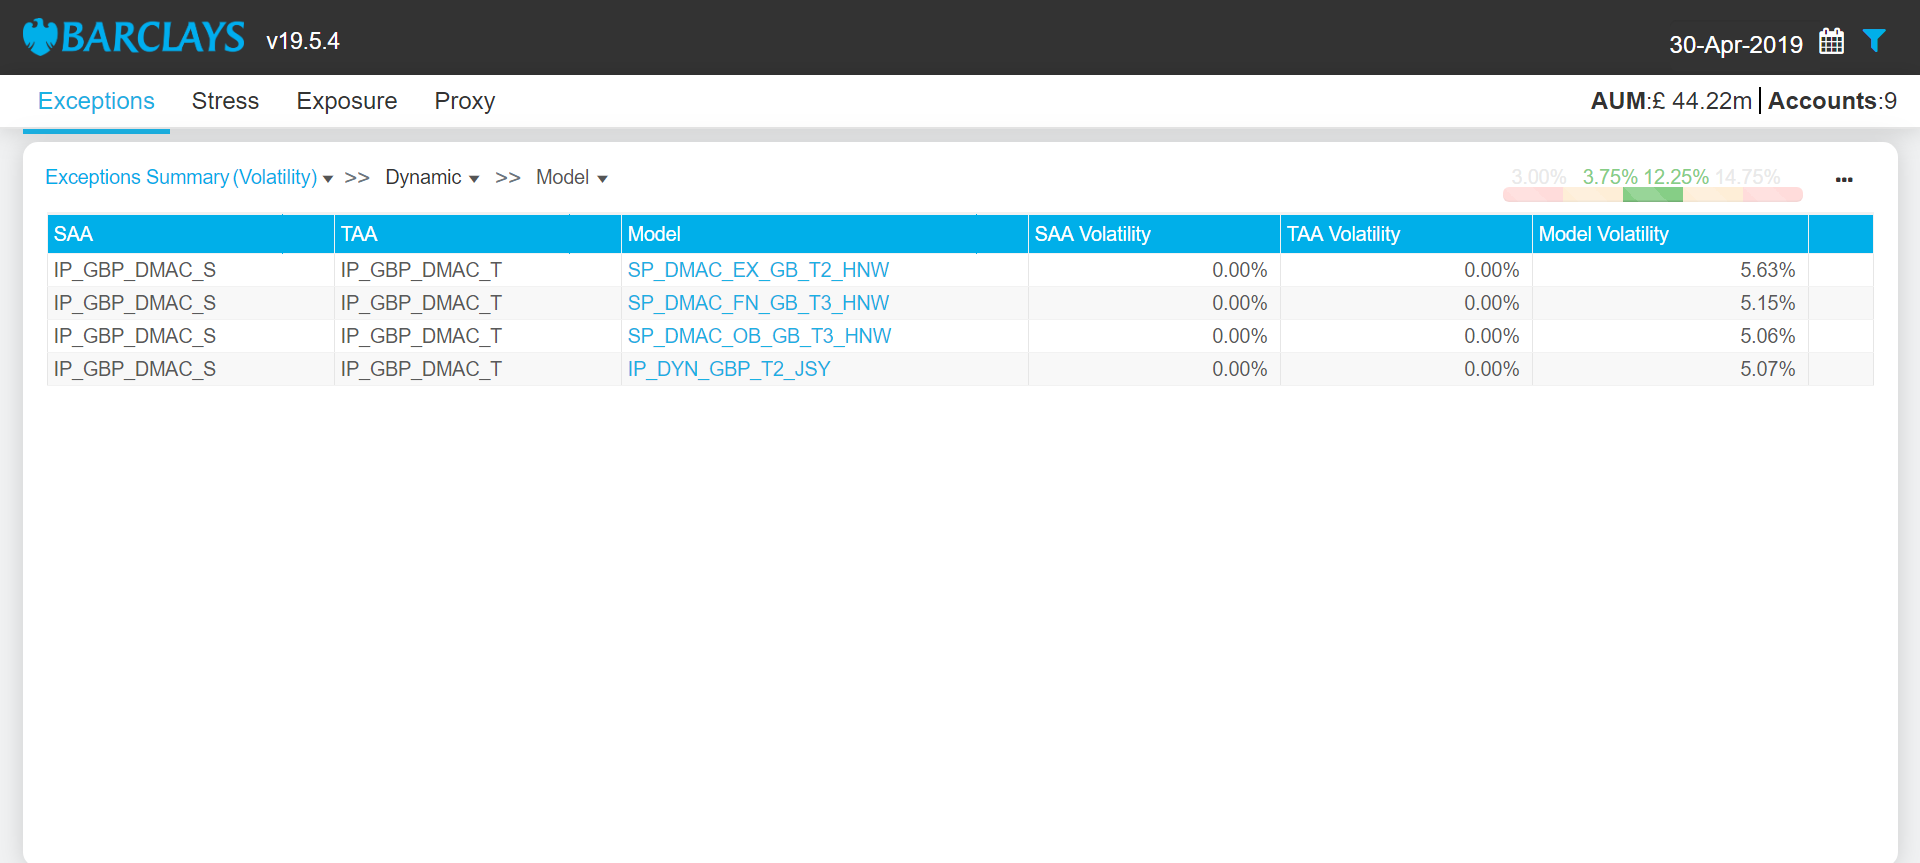 BARCLAYS v19.5.4 30-Apr-2019
Exceptions Stress Exposure Proxy AUM:£ 44.22m | Accounts:9
Exceptions Summary (Volatility) >> Dynamic >> Model 3.00% 3.75% 12.25% 14.75% ...
SAA TAA Model SAA Volatility TAA Volatility Model Volatility
IP_GBP_DMAC_S IP_GBP_DMAC_T SP_DMAC_EX_GB_T2_HNW 0.00% 0.00% 5.63%
IP_GBP_DMAC_S IP_GBP_DMAC_T SP_DMAC_FN_GB_T3_HNW 0.00% 0.00% 5.15%
IP_GBP_DMAC_S IP_GBP_DMAC_T SP_DMAC_OB_GB_T3_HNW 0.00% 0.00% 5.06%
IP_GBP_DMAC_S IP_GBP_DMAC_T IP_DYN_GBP_T2_JSY 0.00% 0.00% 5.07%